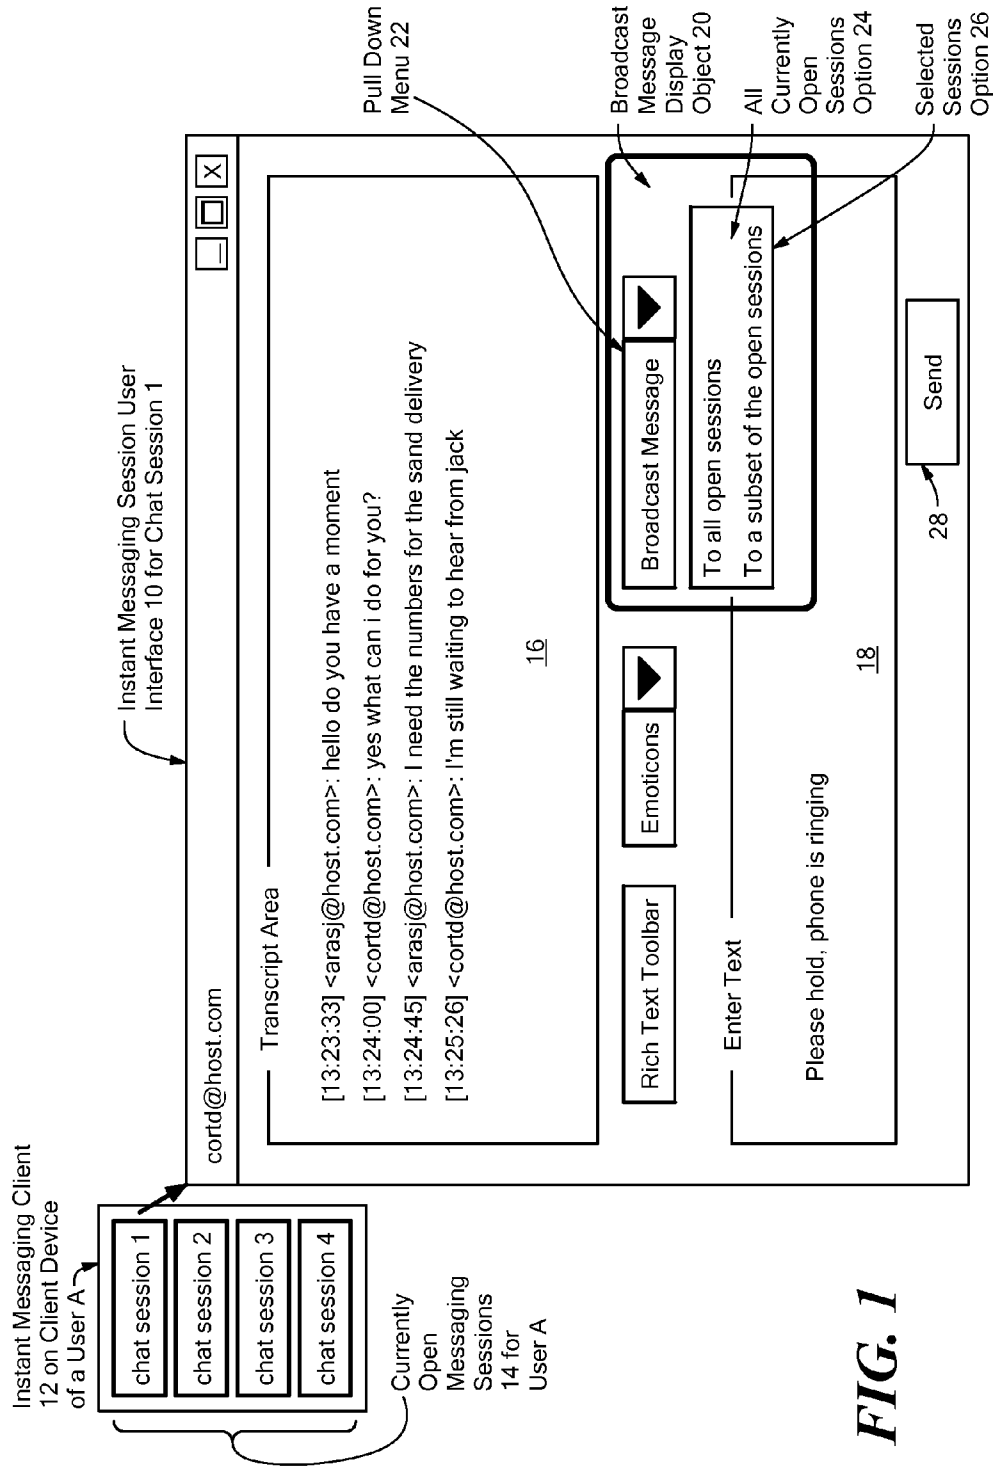 Instant Messaging Client
12 on Client Device
of a User A
chat session 1
chat session 2
chat session 3
chat session 4
Currently
Open
Messaging
Sessions
14 for
User A
Instant Messaging Session User
Interface 10 for Chat Session 1
cortd@host.com
_
X
Transcript Area
[13:23:33] <arasj@host.com>: hello do you have a moment
[13:24:00] <cortd@host.com>: yes what can i do for you?
[13:24:45] <arasj@host.com>: I need the numbers for the sand delivery
[13:25:26] <cortd@host.com>: I'm still waiting to hear from jack
16
Rich Text Toolbar
Emoticons
Broadcast Message
To all open sessions
To a subset of the open sessions
Enter Text
Please hold, phone is ringing
18
28
Send
Pull Down
Menu 22
Broadcast
Message
Display
Object 20
All
Currently
Open
Sessions
Option 24
Selected
Sessions
Option 26
FIG. 1